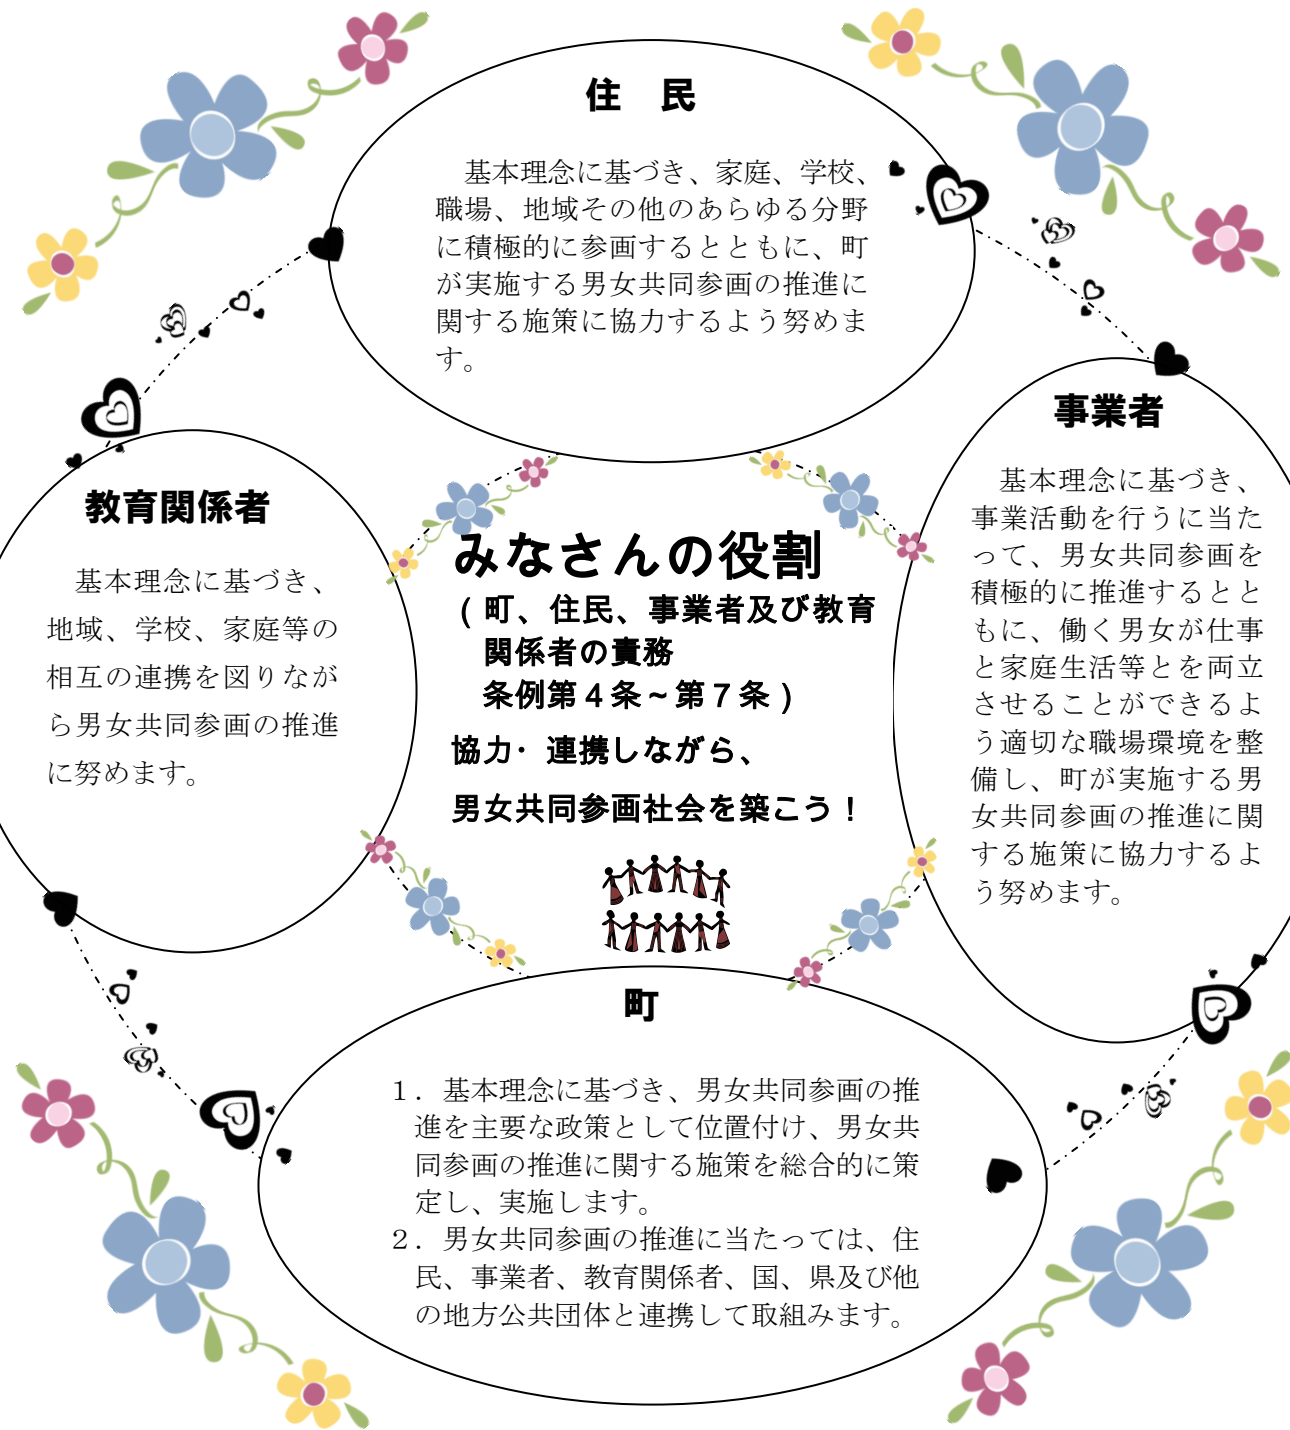 住　民
　基本理念に基づき、家庭、学校、
職場、地域その他のあらゆる分野
に積極的に参画するとともに、町
が実施する男女共同参画の推進に
関する施策に協力するよう努めま
す。
事業者
　基本理念に基づき、
事業活動を行うに当た
って、男女共同参画を
積極的に推進するとと
もに、働く男女が仕事
と家庭生活等とを両立
させることができるよ
う適切な職場環境を整
備し、町が実施する男
女共同参画の推進に関
する施策に協力するよ
う努めます。
教育関係者
　基本理念に基づき、
地域、学校、家庭等の
相互の連携を図りなが
ら男女共同参画の推進
に努めます。
みなさんの役割
(町、住民、事業者及び教育
関係者の責務
条例第４条～第７条)
協力・連携しながら、
男女共同参画社会を築こう！
町
１．基本理念に基づき、男女共同参画の推
進を主要な政策として位置付け、男女共
同参画の推進に関する施策を総合的に策
定し、実施します。
２．男女共同参画の推進に当たっては、住
民、事業者、教育関係者、国、県及び他
の地方公共団体と連携して取組みます。